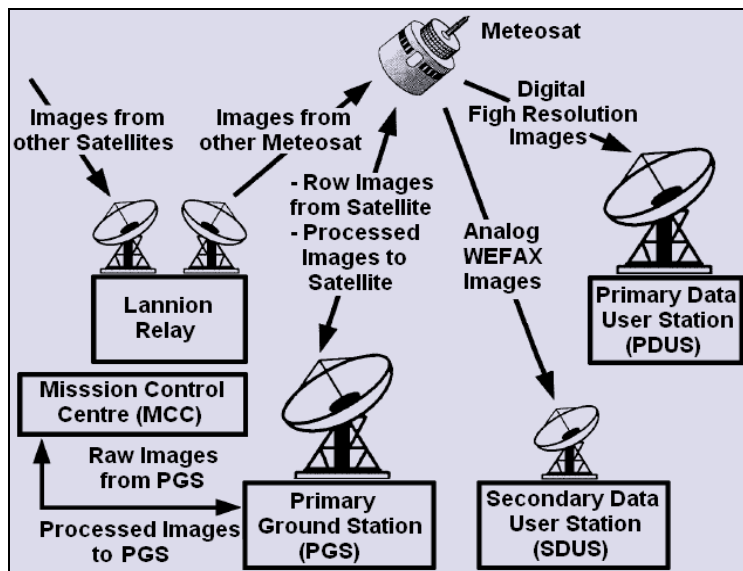 Meteosat
Images from
other Satellites
Images from
other Meteosat
Digital
Figh Resolution
Images
- Row Images
from Satellite
- Processed
Images to
Satellite
Analog
WEFAX
Images
Lannion
Relay
Primary Data
User Station
(PDUS)
Misssion Control
Centre (MCC)
Raw Images
from PGS
Processed Images
to PGS
Primary
Ground Station
(PGS)
Secondary Data
User Station
(SDUS)